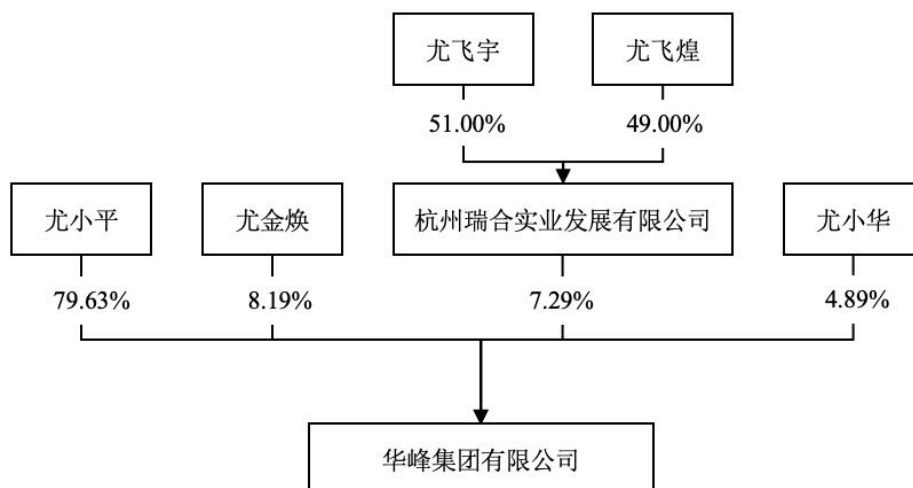 尤飞宇
尤飞煌
51.00%
49.00%
尤小平
尤金焕
杭州瑞合实业发展有限公司
尤小华
79.63%
8.19%
7.29%
4.89%
华峰集团有限公司